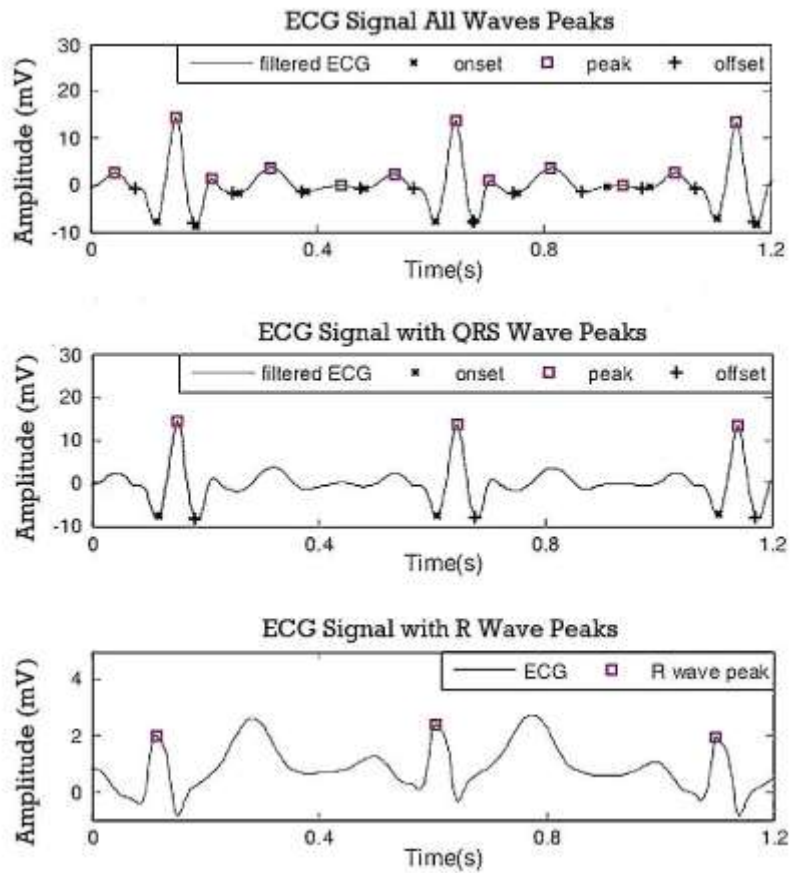 ECG Signal All Waves Peaks
30
20
10
0
-10
Amplitude (mV)
filtered ECG onset peak offset
0 0.4 0.8 1.2
Time(s)
ECG Signal with QRS Wave Peaks
30
20
10
0
-10
Amplitude (mV)
filtered ECG onset peak offset
0 0.4 0.8 1.2
Time(s)
ECG Signal with R Wave Peaks
4
2
0
Amplitude (mV)
ECG R wave peak
0 0.4 0.8 1.2
Time(s)